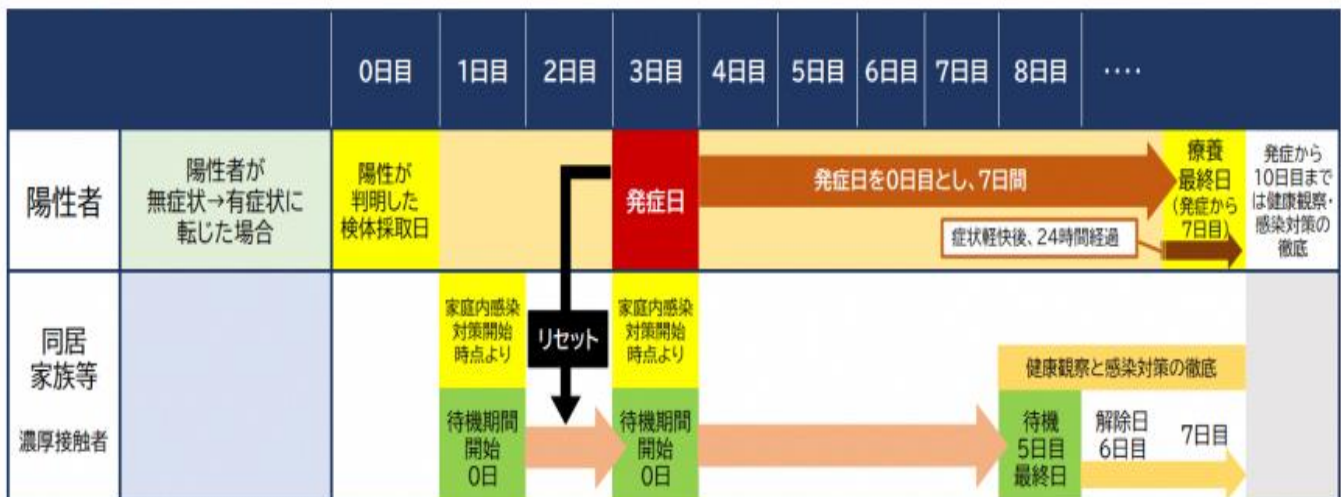 0日目
1日目
2日目
3日目
4日目
5日目
6日目
7日目
8日目
‥‥
陽性者
陽性者が
無症状→有症状に
転じた場合
陽性が
判明した
検体採取日
発症日
発症日を0日目とし、7日間
症状軽快後、24時間経過
療養
最終日
(発症から
7日目)
発症から
10日目まで
は健康観察・
感染対策の
徹底
同居
家族等
濃厚接触者
家庭内感染
対策開始
時点より
待機期間
開始
0日
リセット
家庭内感染
対策開始
時点より
待機期間
開始
0日
健康観察と感染対策の徹底
待機
5日目
最終日
解除日
6日目
7日目